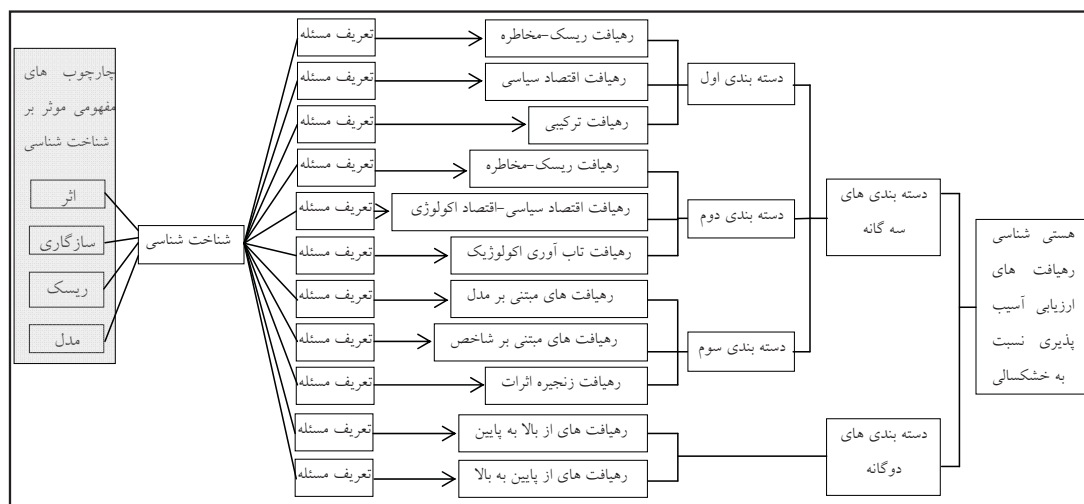 هستی شناسی
رهیافت های
ارزیابی آسیب
پذیری نسبت
به خشکسالی
دسته بندی های
سه گانه
دسته بندی های
دوگانه
دسته بندی اول
دسته بندی دوم
دسته بندی سوم
رهیافت ریسک-مخاطره
رهیافت اقتصاد سیاسی
رهیافت ترکیبی
رهیافت ریسک-مخاطره
رهیافت اقتصاد سیاسی-اقتصاد اکولوژی
رهیافت تاب آوری اکولوژیک
رهیافت های مبتنی بر مدل
رهیافت های مبتنی بر شاخص
رهیافت زنجیره اثرات
رهیافت های از بالا به پایین
رهیافت های از پایین به بالا
تعریف مسئله
تعریف مسئله
تعریف مسئله
تعریف مسئله
تعریف مسئله
تعریف مسئله
تعریف مسئله
تعریف مسئله
تعریف مسئله
تعریف مسئله
تعریف مسئله
شناخت شناسی
چارچوب های
مفهومی موثر بر
شناخت شناسی
اثر
سازگاری
ریسک
مدل